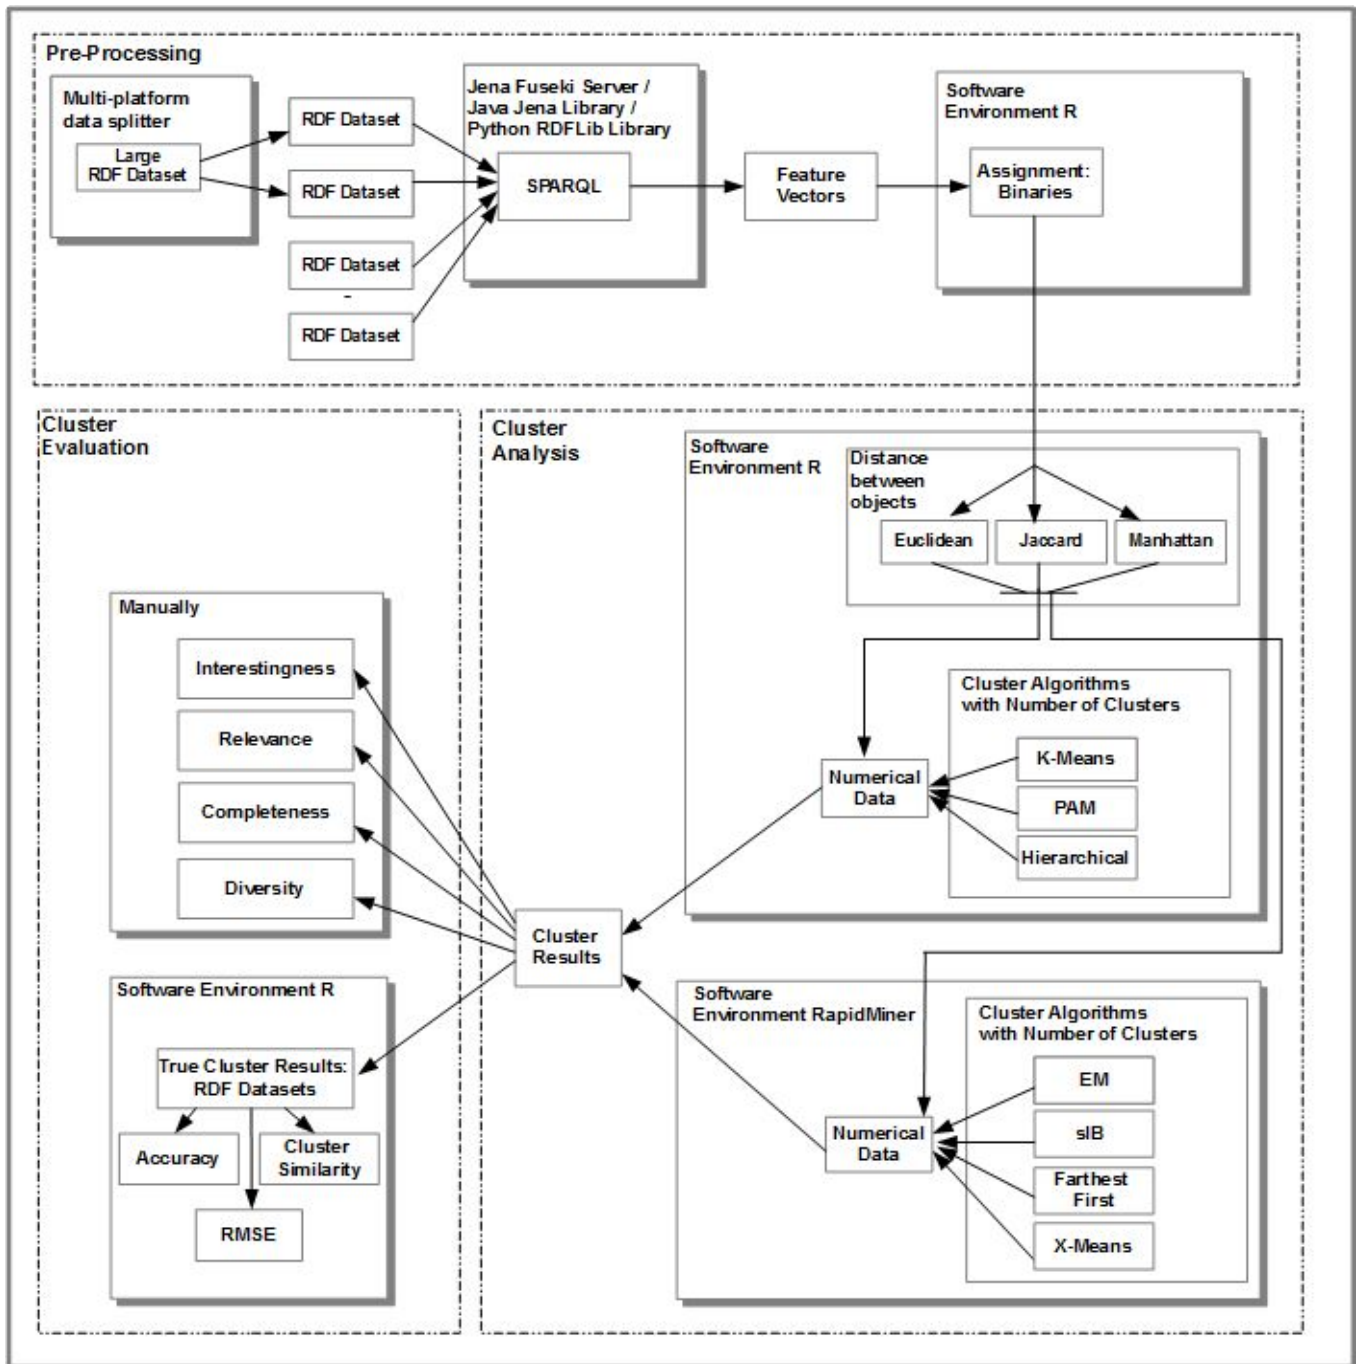 Pre-Processing
Multi-platform
data splitter
Large
RDF Dataset
RDF Dataset
RDF Dataset
RDF Dataset
-
RDF Dataset
Jena Fuseki Server /
Java Jena Library /
Python RDFLib Library
SPARQL
Feature
Vectors
Software
Environment R
Assignment:
Binaries
Cluster
Evaluation
Manually
Interestingness
Relevance
Completeness
Diversity
Software Environment R
True Cluster Results:
RDF Datasets
Accuracy
Cluster
Similarity
RMSE
Cluster
Analysis
Software
Environment R
Distance
between
objects
Euclidean
Jaccard
Manhattan
Cluster Algorithms
with Number of Clusters
K-Means
PAM
Hierarchical
Numerical
Data
Cluster
Results
Software
Environment RapidMiner
Cluster Algorithms
with Number of Clusters
EM
sIB
Farthest
First
X-Means
Numerical
Data